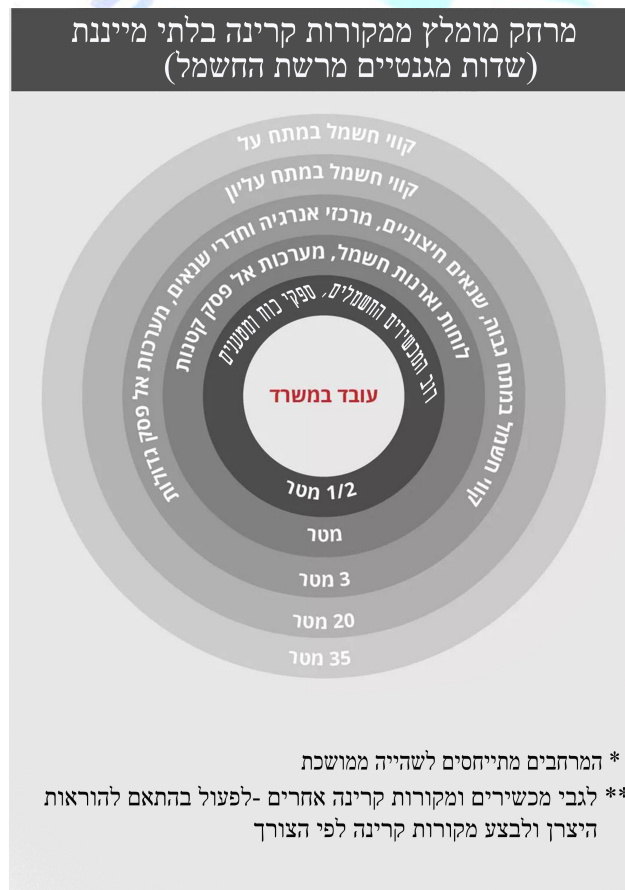 מרחק מומלץ ממקורות קרינה בלתי מייננת
(שדות מגנטיים מרשת החשמל)
קווי חשמל במתח על
קווי חשמל במתח עליון
קווי חשמל במתח גבוה, שנאים חיצוניים, מרכזי אנרגיה וחדרי שנאים, מערכות אל פסק גדולות
לוחות וארנות חשמל, מערכות אל פסק קטנות
רוב המכשירים החשמלים, ספקי כוח ומטענים
עובד במשרד
1/2 מטר
מטר
3 מטר
20 מטר
35 מטר
* המרחבים מתייחסים לשהייה ממושכת
** לגבי מכשירים ומקורות קרינה אחרים -לפעול בהתאם להוראות
היצרן ולבצע מקורות קרינה לפי הצורך